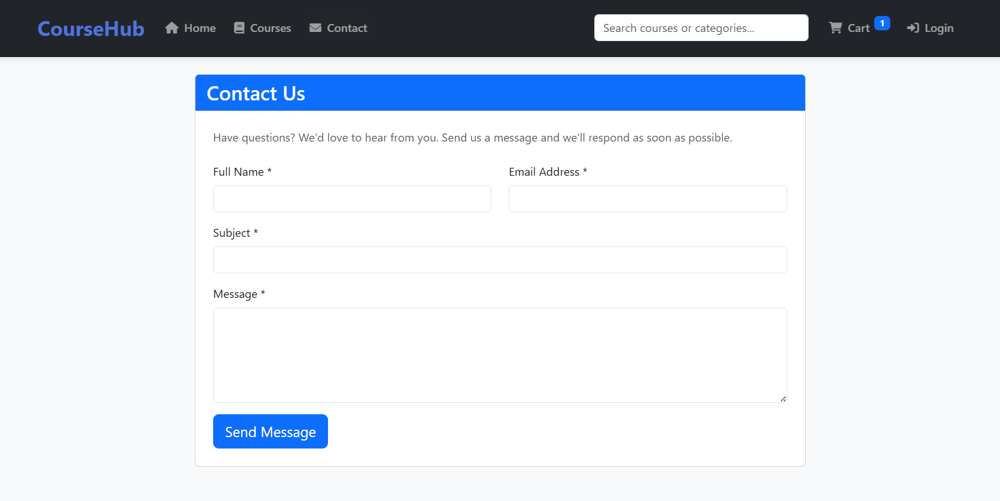 CourseHub Home Courses Contact Search courses or categories... Cart 1 Login
Contact Us
Have questions? We'd love to hear from you. Send us a message and we'll respond as soon as possible.
Full Name * Email Address *
Subject *
Message *
Send Message